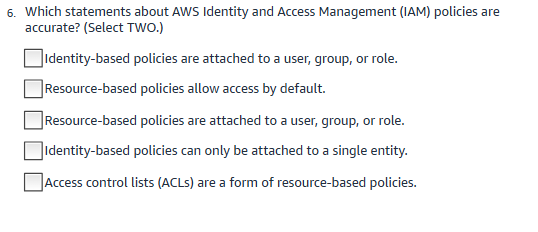 6. Which statements about AWS Identity and Access Management (IAM) policies are
accurate? (Select TWO.)
Identity-based policies are attached to a user, group, or role.
Resource-based policies allow access by default.
Resource-based policies are attached to a user, group, or role.
Identity-based policies can only be attached to a single entity.
Access control lists (ACLs) are a form of resource-based policies.